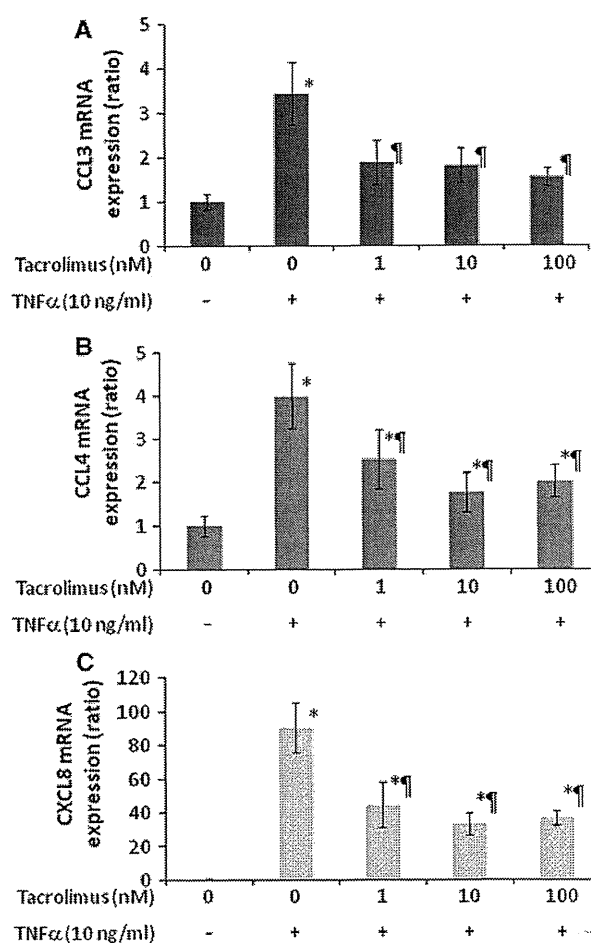 A
CCL3 mRNA
expression (ratio)
5
4
3
2
1
0
* ¶ ¶ ¶
Tacrolimus (nM) 0 0 1 10 100
TNFα (10 ng/ml) - + + + +
B
CCL4 mRNA
expression (ratio)
5
4
3
2
1
0
* *¶ *¶ *¶
Tacrolimus (nM) 0 0 1 10 100
TNFα (10 ng/ml) - + + + +
C
CXCL8 mRNA
expression (ratio)
120
100
80
60
40
20
0
* *¶ *¶ *¶
Tacrolimus (nM) 0 0 1 10 100
TNFα (10 ng/ml) - + + + +